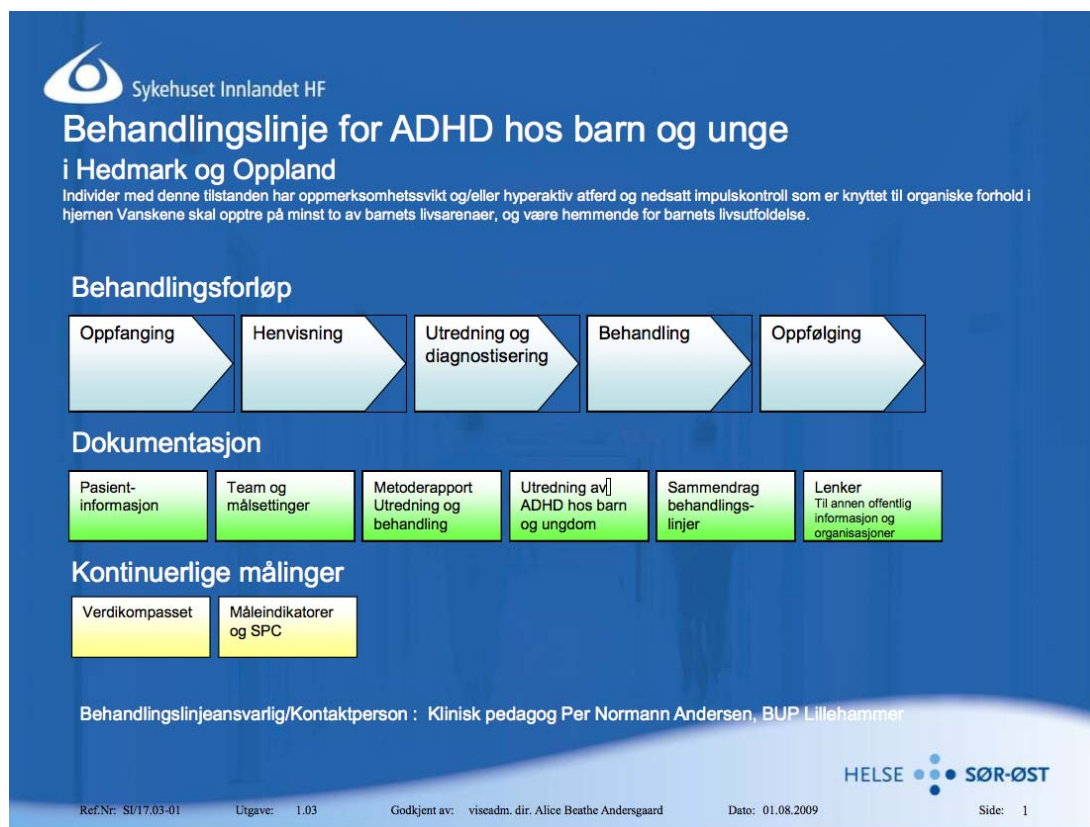 Sykehuset Innlandet HF
Behandlingslinje for ADHD hos barn og unge
i Hedmark og Oppland
Individer med denne tilstanden har oppmerksomhetssvikt og/eller hyperaktiv atferd og nedsatt impulskontroll som er knyttet til organiske forhold i
hjernen Vanskene skal opptre på minst to av barnets livsarenaer, og være hemmende for barnets livsutfoldelse.
Behandlingsforløp
Oppfanging
Henvisning
Utredning og
diagnostisering
Behandling
Oppfølging
Dokumentasjon
Pasient-
informasjon
Team og
målsettinger
Metoderapport
Utredning og
behandling
Utredning av
ADHD hos barn
og ungdom
Sammendrag
behandlings-
linjer
Lenker
Til annen offentlig
informasjon og
organisasjoner
Kontinuerlige målinger
Verdikompasset
Måleindikatorer
og SPC
Behandlingslinjeansvarlig/Kontaktperson : Klinisk pedagog Per Normann Andersen, BUP Lillehammer
HELSE SØR-ØST
Ref.Nr: SI/17.03-01 Utgave: 1.03 Godkjent av: viseadm. dir. Alice Beathe Andersgaard Dato: 01.08.2009 Side: 1